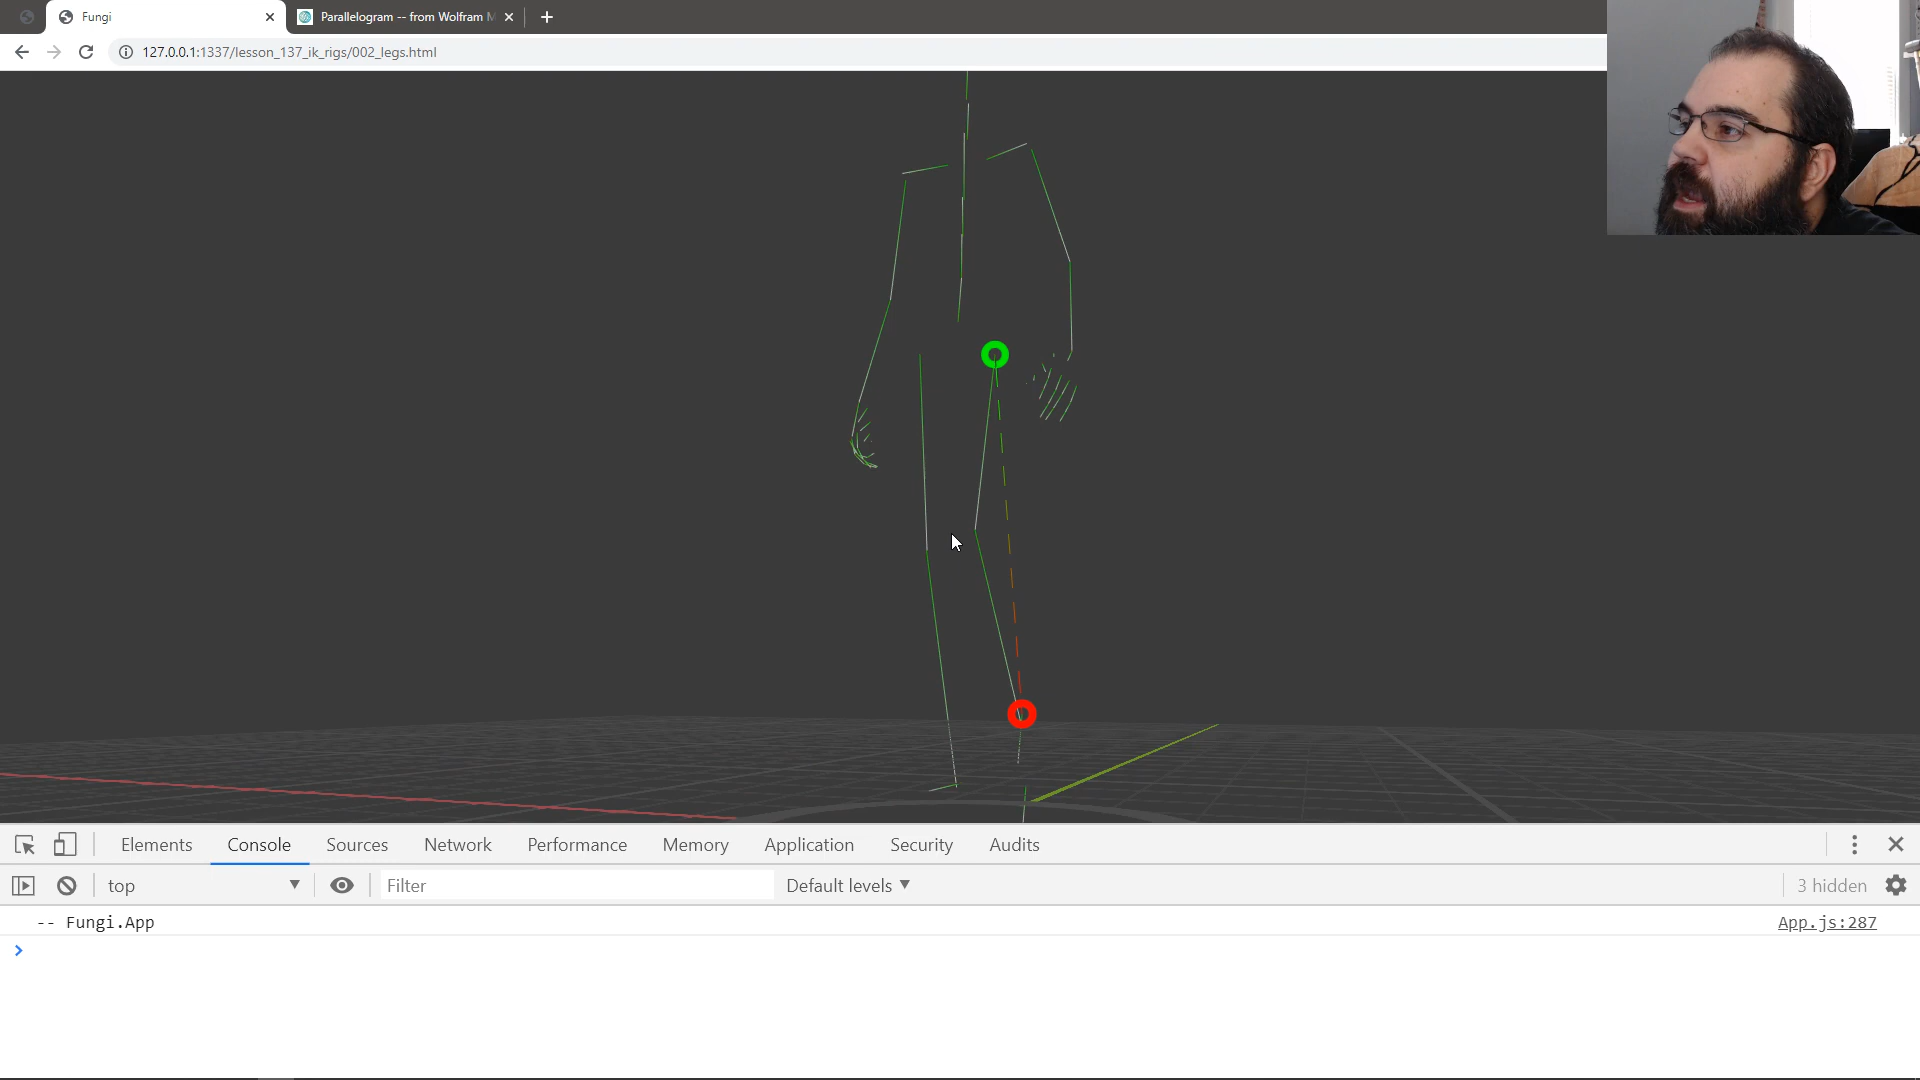 Fungi
Parallelogram -- from Wolfram M
127.0.0.1:1337/lesson_137_ik_rigs/002_legs.html
Elements Console Sources Network Performance Memory Application Security Audits
top Filter Default levels 3 hidden
-- Fungi.App App.js:287